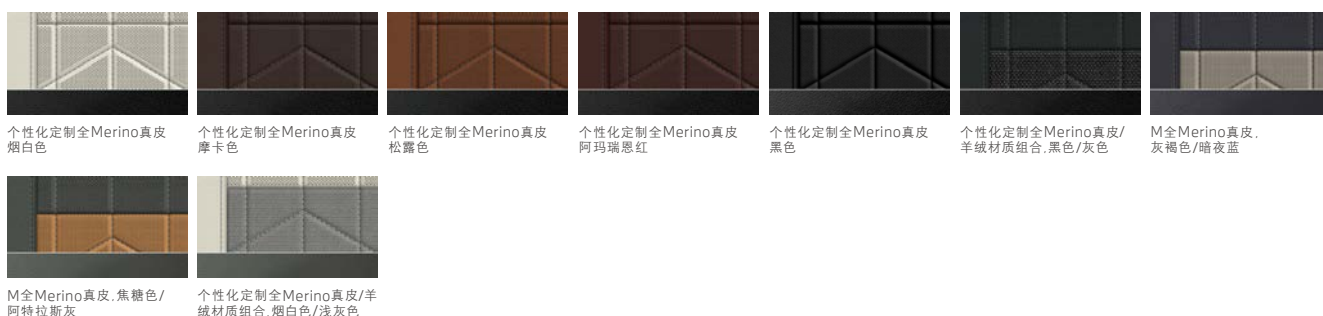 个性化定制全Merino真皮
烟白色
个性化定制全Merino真皮
摩卡色
个性化定制全Merino真皮
松露色
个性化定制全Merino真皮
阿玛瑞恩红
个性化定制全Merino真皮
黑色
个性化定制全Merino真皮/
羊绒材质组合,黑色/灰色
M全Merino真皮,
灰褐色/暗夜蓝
M全Merino真皮,焦糖色/
阿特拉斯灰
个性化定制全Merino真皮/羊
绒材质组合,烟白色/浅灰色